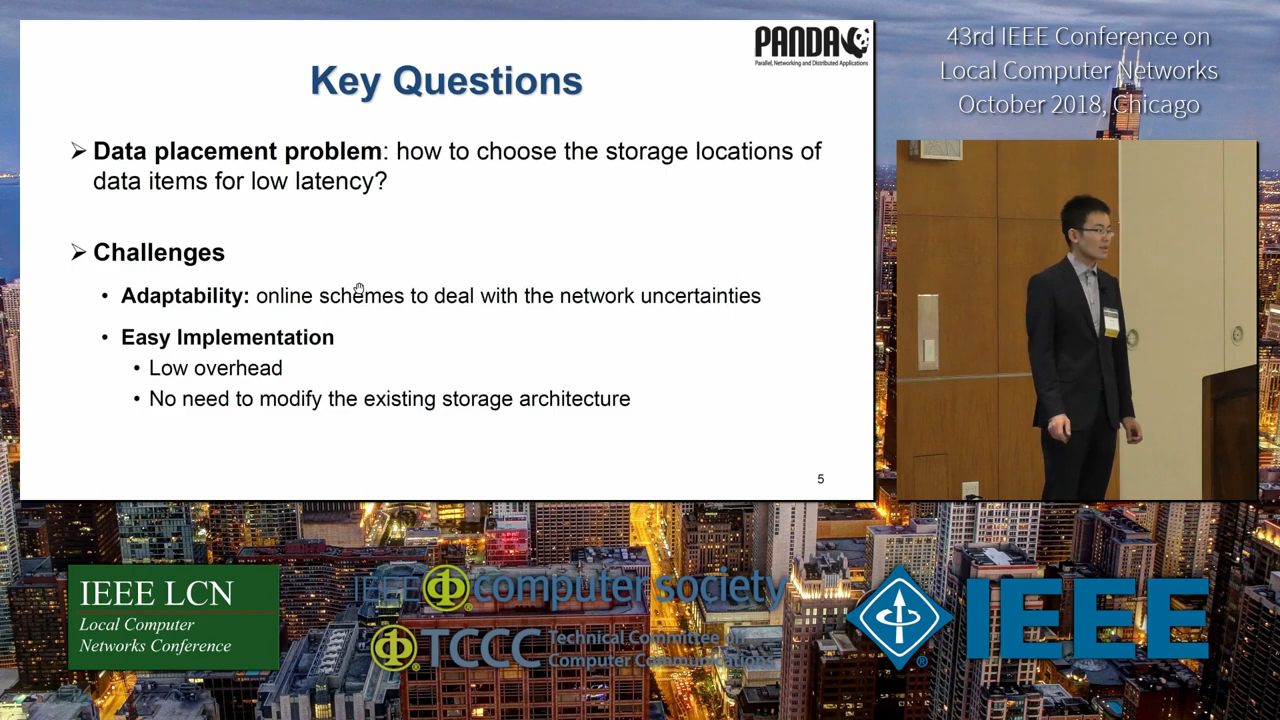 PANDA
Parallel, Networking and Distributed Applications
Key Questions
Data placement problem: how to choose the storage locations of
data items for low latency?
Challenges
Adaptability: online schemes to deal with the network uncertainties
Easy Implementation
Low overhead
No need to modify the existing storage architecture
5
43rd IEEE Conference on
Local Computer Networks
October 2018, Chicago
IEEE LCN
Local Computer
Networks Conference
IEEE computer society
TCCC Technical Committee on
Computer Communications
IEEE
®